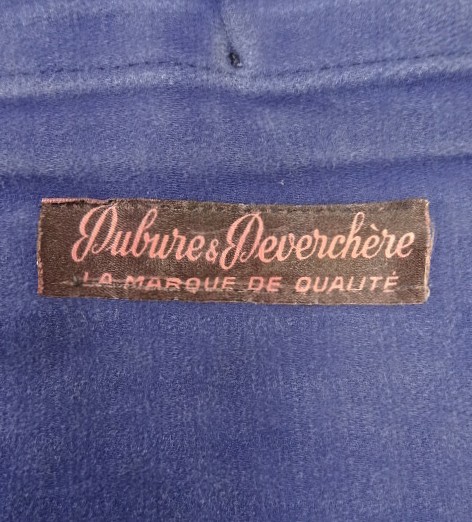 Dubure & Deverchère
LA MARQUE DE QUALITÉ